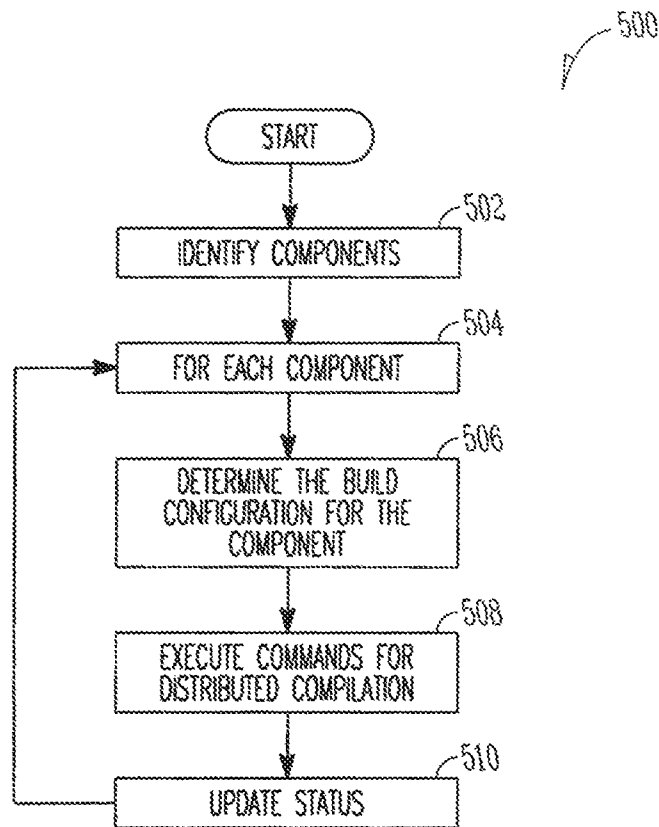 500
START
502
IDENTIFY COMPONENTS
504
FOR EACH COMPONENT
506
DETERMINE THE BUILD
CONFIGURATION FOR THE
COMPONENT
508
EXECUTE COMMANDS FOR
DISTRIBUTED COMPILATION
510
UPDATE STATUS